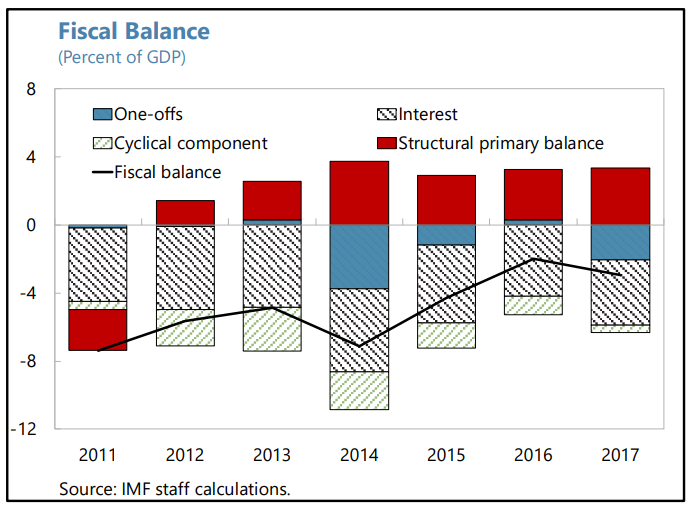 Fiscal Balance
(Percent of GDP)
8
One-offs
Interest
Cyclical component
Structural primary balance
Fiscal balance
4
0
-4
-8
-12
2011 2012 2013 2014 2015 2016 2017
Source: IMF staff calculations.